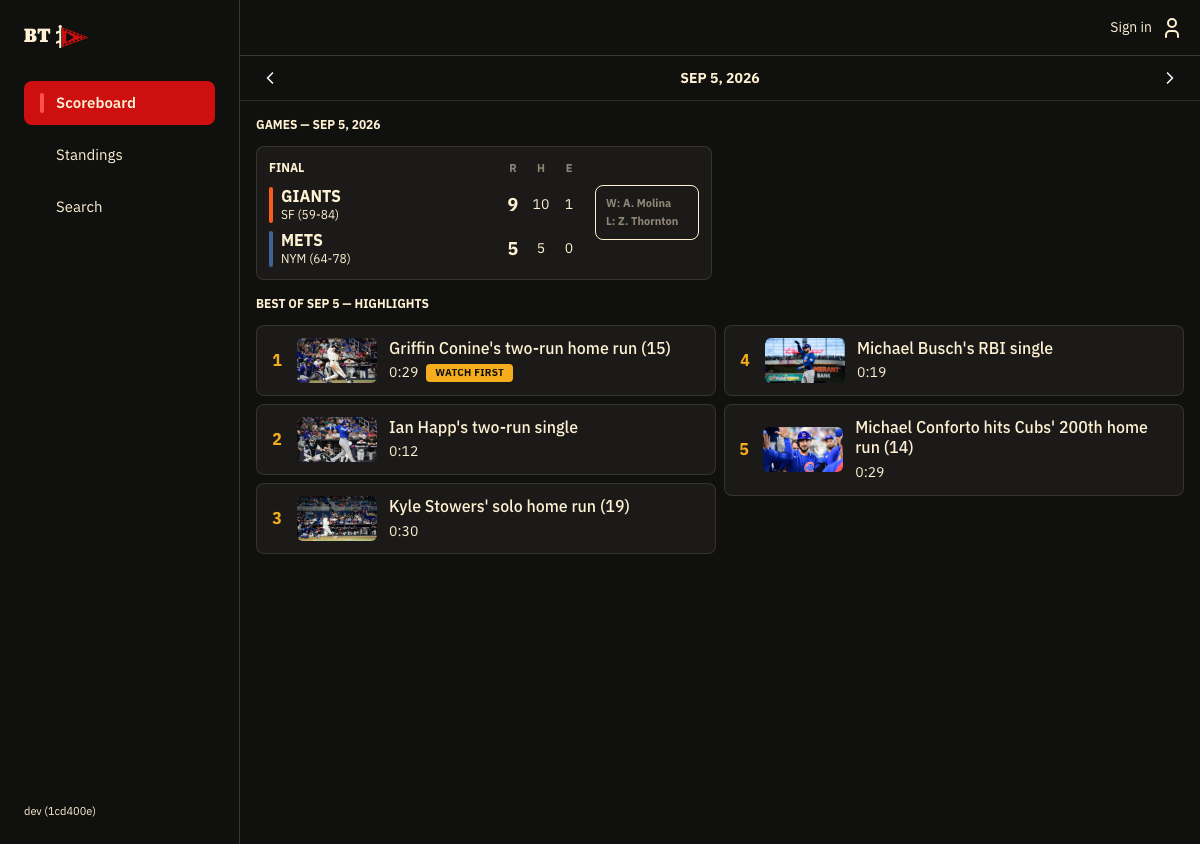 BT
Sign in
Scoreboard
Standings
Search
dev (1cd400e)
SEP 5, 2026
GAMES — SEP 5, 2026
FINAL R H E
GIANTS
SF (59-84)
9 10 1
METS
NYM (64-78)
5 5 0
W: A. Molina
L: Z. Thornton
BEST OF SEP 5 — HIGHLIGHTS
1
Griffin Conine's two-run home run (15)
0:29 WATCH FIRST
2
Ian Happ's two-run single
0:12
3
Kyle Stowers' solo home run (19)
0:30
4
Michael Busch's RBI single
0:19
5
Michael Conforto hits Cubs' 200th home
run (14)
0:29